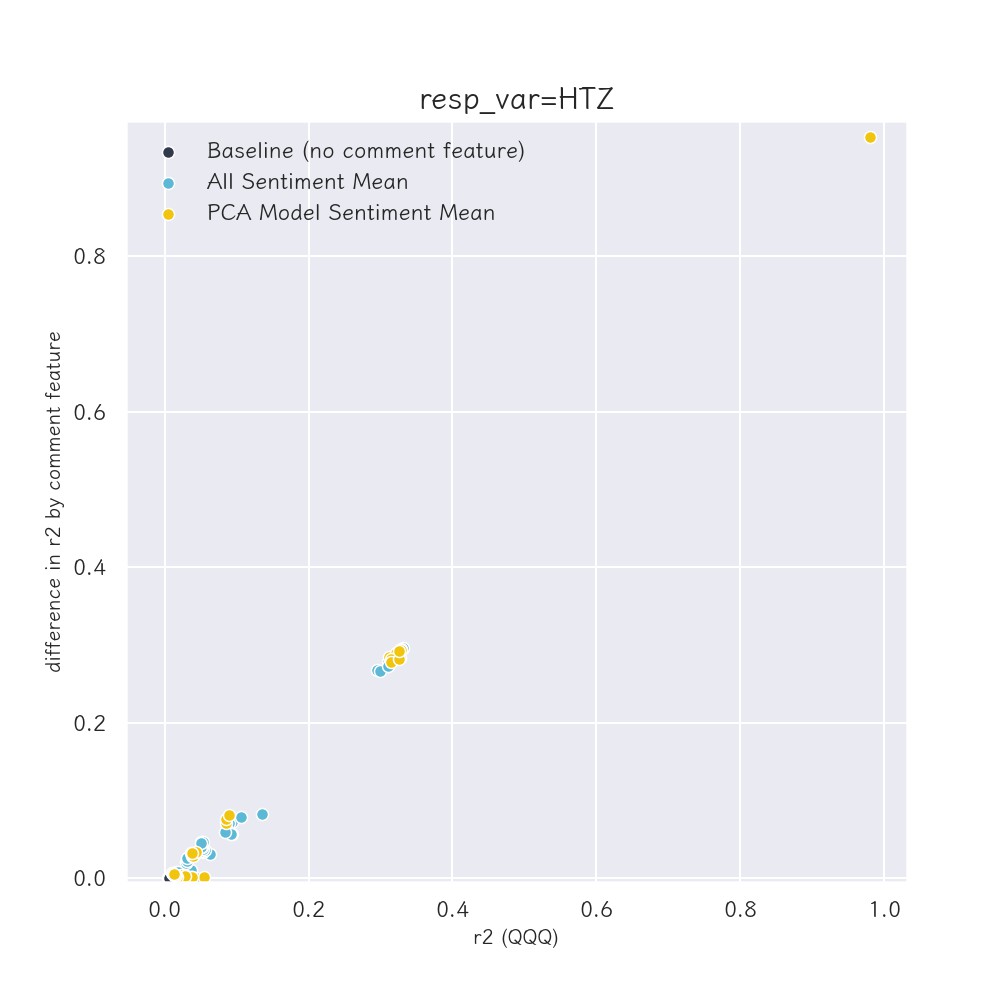 resp_var=HTZ
Baseline (no comment feature)
All Sentiment Mean
PCA Model Sentiment Mean
difference in r2 by comment feature
0.8
0.6
0.4
0.2
0.0
0.0 0.2 0.4 0.6 0.8 1.0
r2 (QQQ)